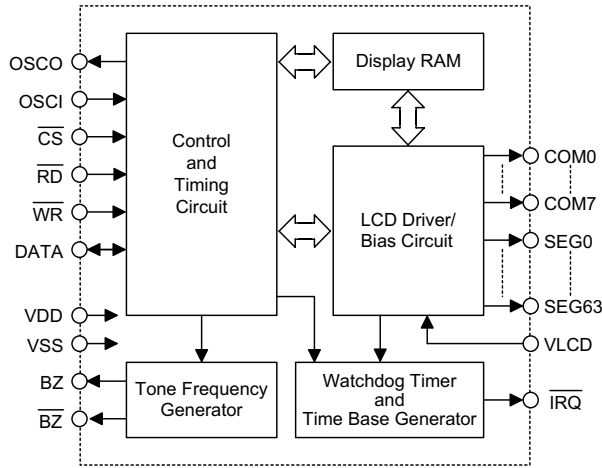 OSCO
OSCI
CS
RD
WR
DATA
VDD
VSS
BZ
BZ
Control
and
Timing
Circuit
Display RAM
LCD Driver/
Bias Circuit
Tone Frequency
Generator
Watchdog Timer
and
Time Base Generator
COM0
COM7
SEG0
SEG63
VLCD
IRQ